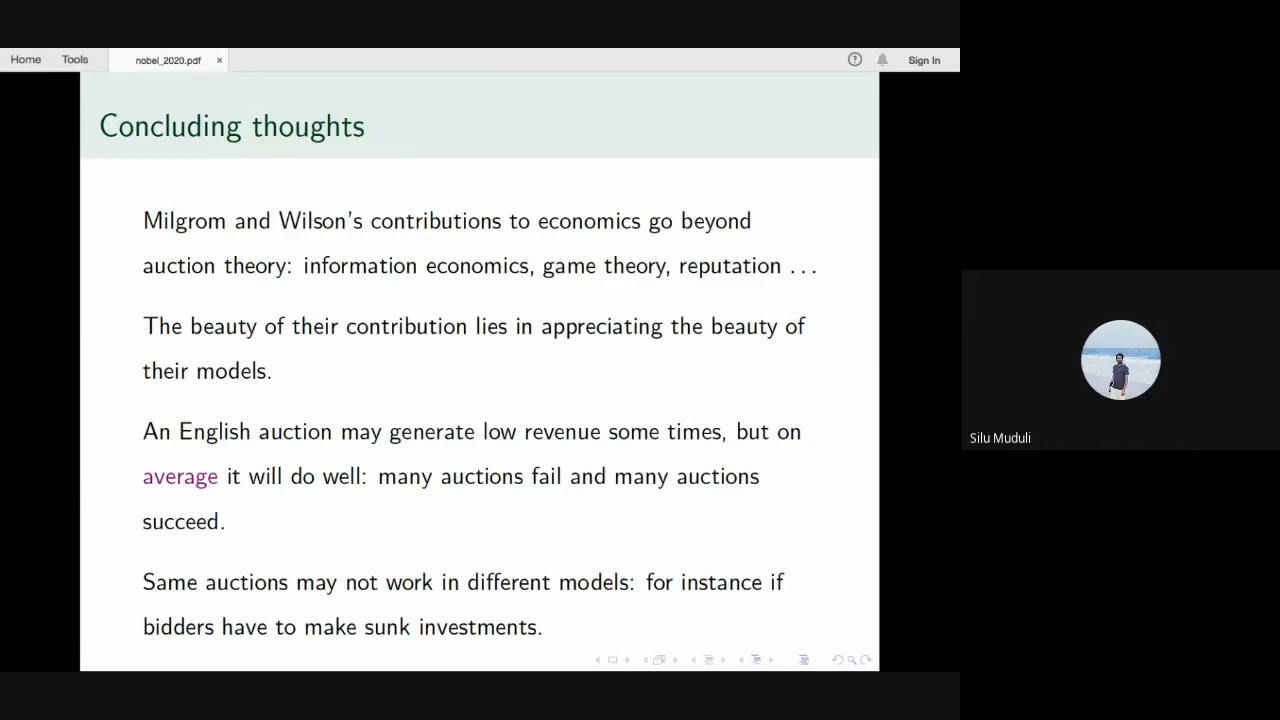 Home Tools nobel_2020.pdf × ? Sign In
Concluding thoughts
Milgrom and Wilson's contributions to economics go beyond
auction theory: information economics, game theory, reputation ...
The beauty of their contribution lies in appreciating the beauty of
their models.
An English auction may generate low revenue some times, but on
average it will do well: many auctions fail and many auctions
succeed.
Same auctions may not work in different models: for instance if
bidders have to make sunk investments.
Silu Muduli